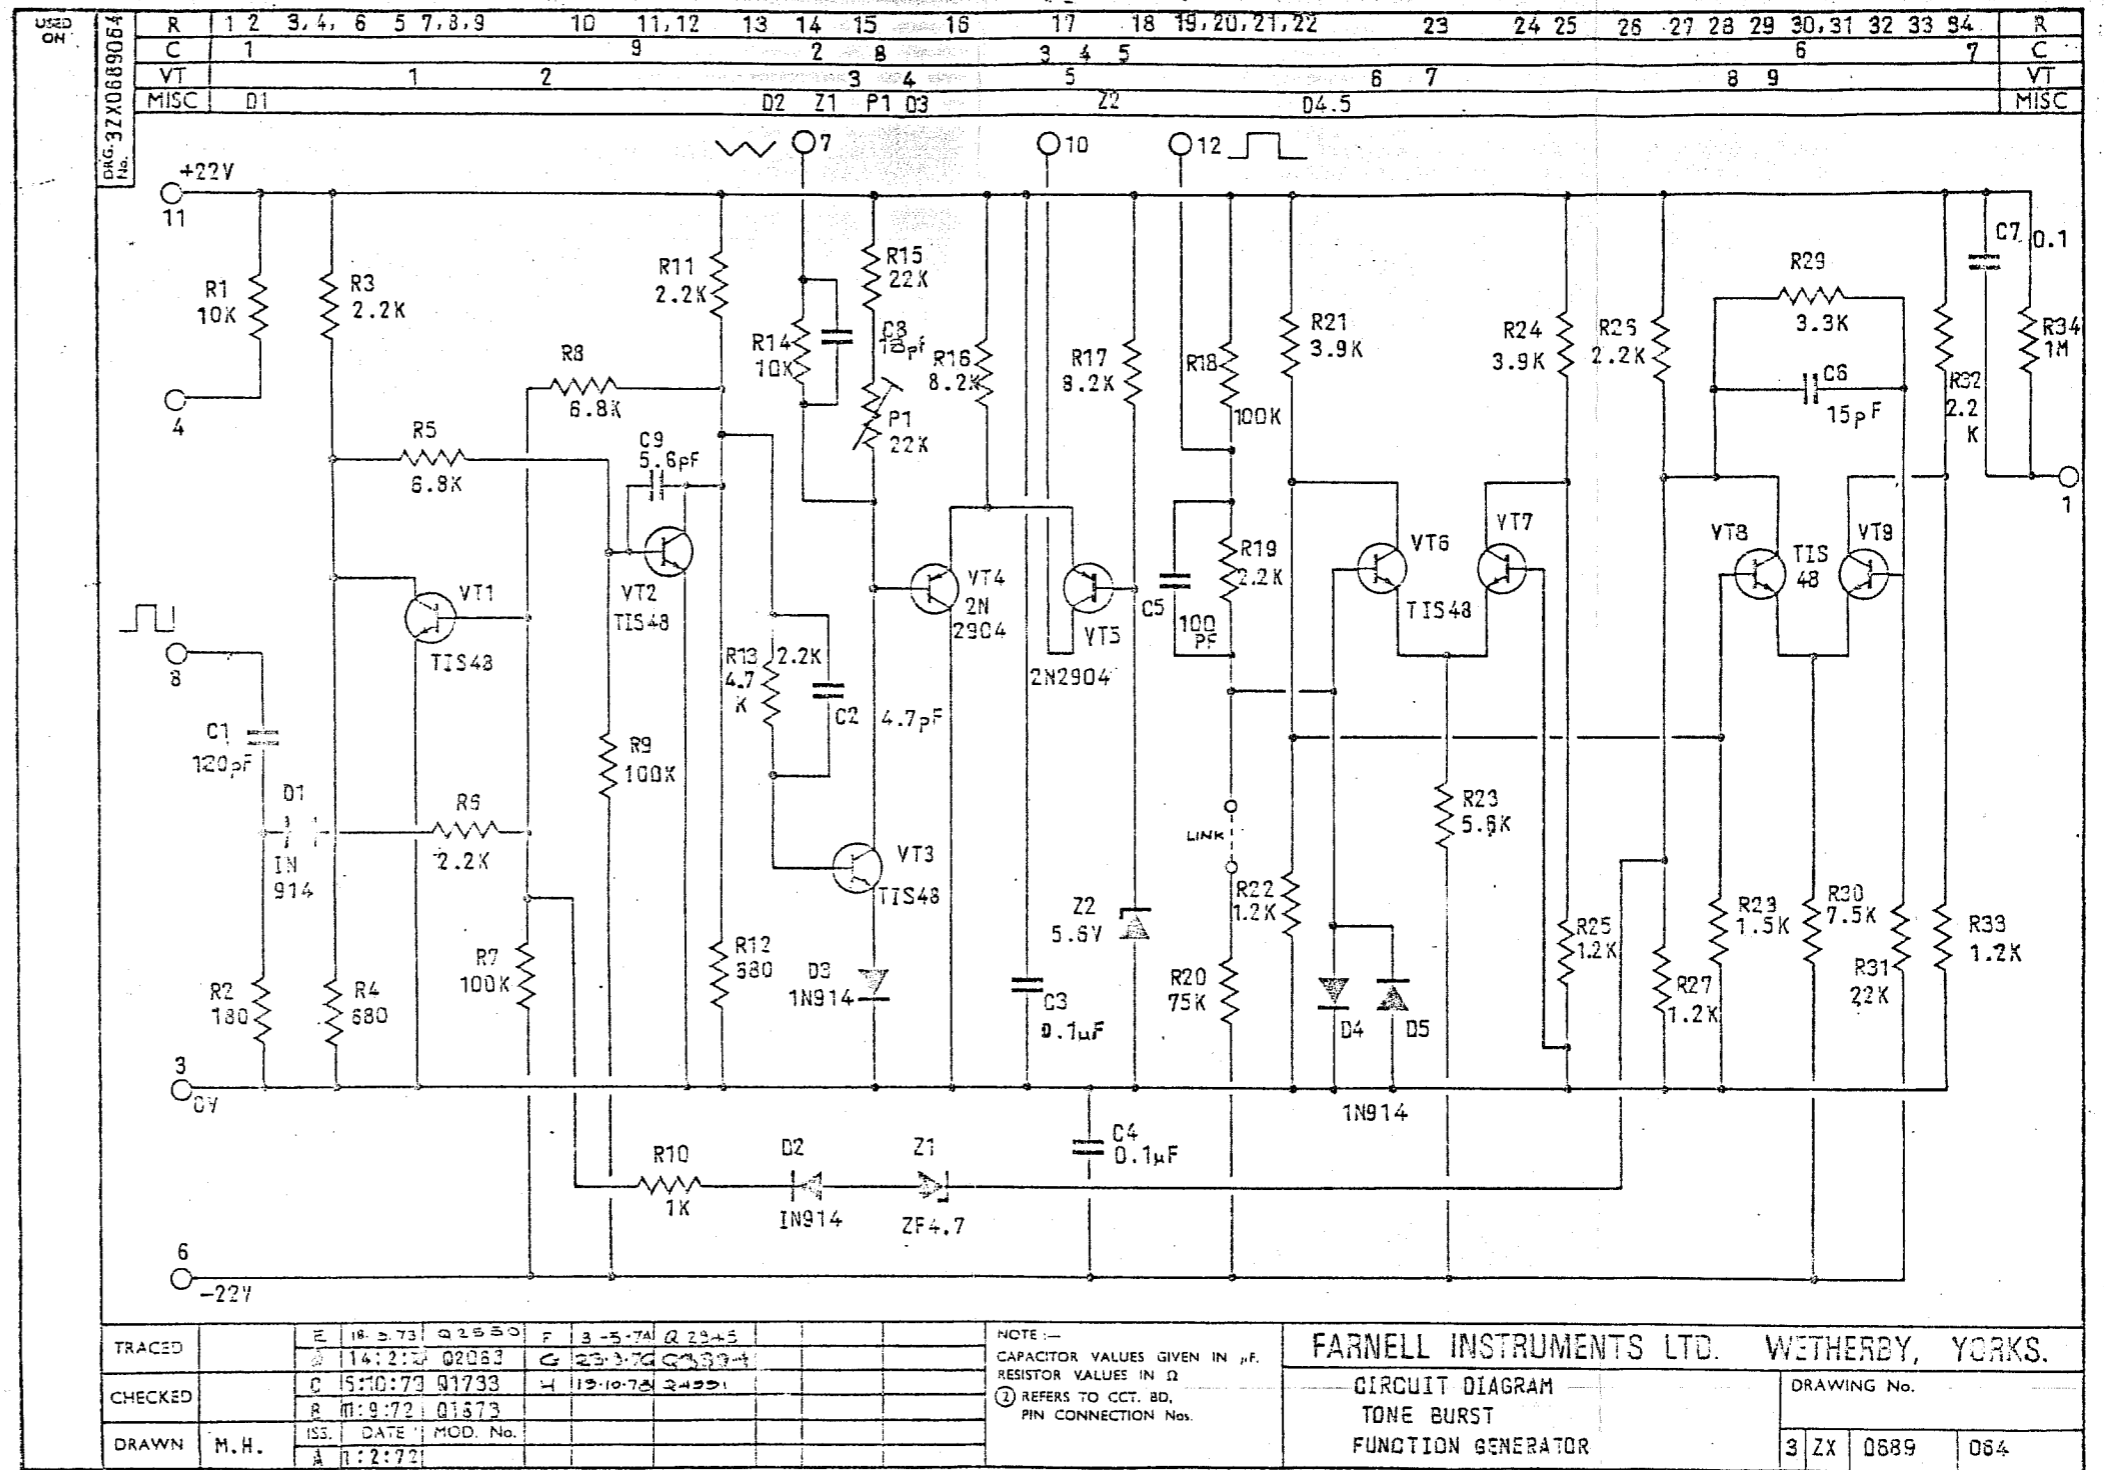 USED ON
DRG. No. 3ZX0689064
R 1 2 3,4, 6 5 7,8,9 10 11,12 13 14 15 16 17 18 19,20,21,22 23 24 25 26 27 28 29 30,31 32 33 34 R
C 1 9 2 8 3 4 5 6 7 C
VT 1 2 3 4 5 6 7 8 9 VT
MISC D1 D2 Z1 P1 D3 Z2 D4.5 MISC
7
10
12
+22V
11
R1
10K
R3
2.2K
R11
2.2K
R15
22K
R14
10K
C8
P1
22K
R16
8.2K
R17
8.2K
R18
100K
R21
3.9K
R24
3.9K
R25
2.2K
R29
3.3K
C6
15pF
C7
0.1
R32
2.2
K
R34
1M
4
R8
6.8K
R5
6.8K
C9
5.6pF
1
VT1
TIS48
VT2
TIS48
VT4
2N
2904
VT5
2N2904
C5
100
PF
R19
2.2K
VT6
TIS48
VT7
VT8
TIS
48
VT9
8
C1
120pF
R13
4.7
K
2.2K
C2
4.7pF
R9
100K
D1
IN
914
R6
2.2K
VT3
TIS48
LINK
R23
5.6K
R22
1.2K
Z2
5.6V
R2
180
R4
680
R7
100K
R12
680
D3
1N914
C3
0.1µF
R20
75K
D4
D5
1N914
R25
1.2K
R27
1.2K
R23
1.5K
R30
7.5K
R31
22K
R33
1.2K
3
0V
R10
1K
D2
IN914
Z1
ZF4.7
C4
0.1µF
6
-22V
TRACED
CHECKED
DRAWN M.H.
E 18.5.73 Q2550 F 3-5-74 Q2945
14:2: Q2063 G
C 5:10:73 Q1733 H 19-10-78
B 11:9:72 Q1673
ISS. DATE MOD. No.
A 1:2:72
NOTE :—
CAPACITOR VALUES GIVEN IN µF.
RESISTOR VALUES IN Ω
② REFERS TO CCT. BD,
PIN CONNECTION Nos.
FARNELL INSTRUMENTS LTD. WETHERBY, YORKS.
CIRCUIT DIAGRAM
TONE BURST
FUNCTION GENERATOR
DRAWING No.
3 ZX 0689 064